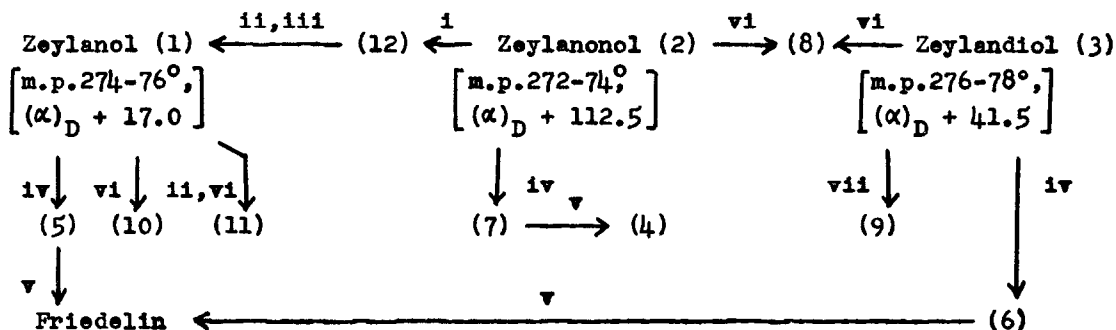 ii,iii i vi vi
Zeylanol (1) (12) Zeylanonol (2) (8) Zeylandiol (3)
[m.p.274-76°, [m.p.272-74°, [m.p.276-78°,
(α)D + 17.0 ] (α)D + 112.5] (α)D + 41.5 ]
iv vi ii,vi iv v vii iv
(5) (10) (11) (7) (4) (9)
v v
Friedelin (6)